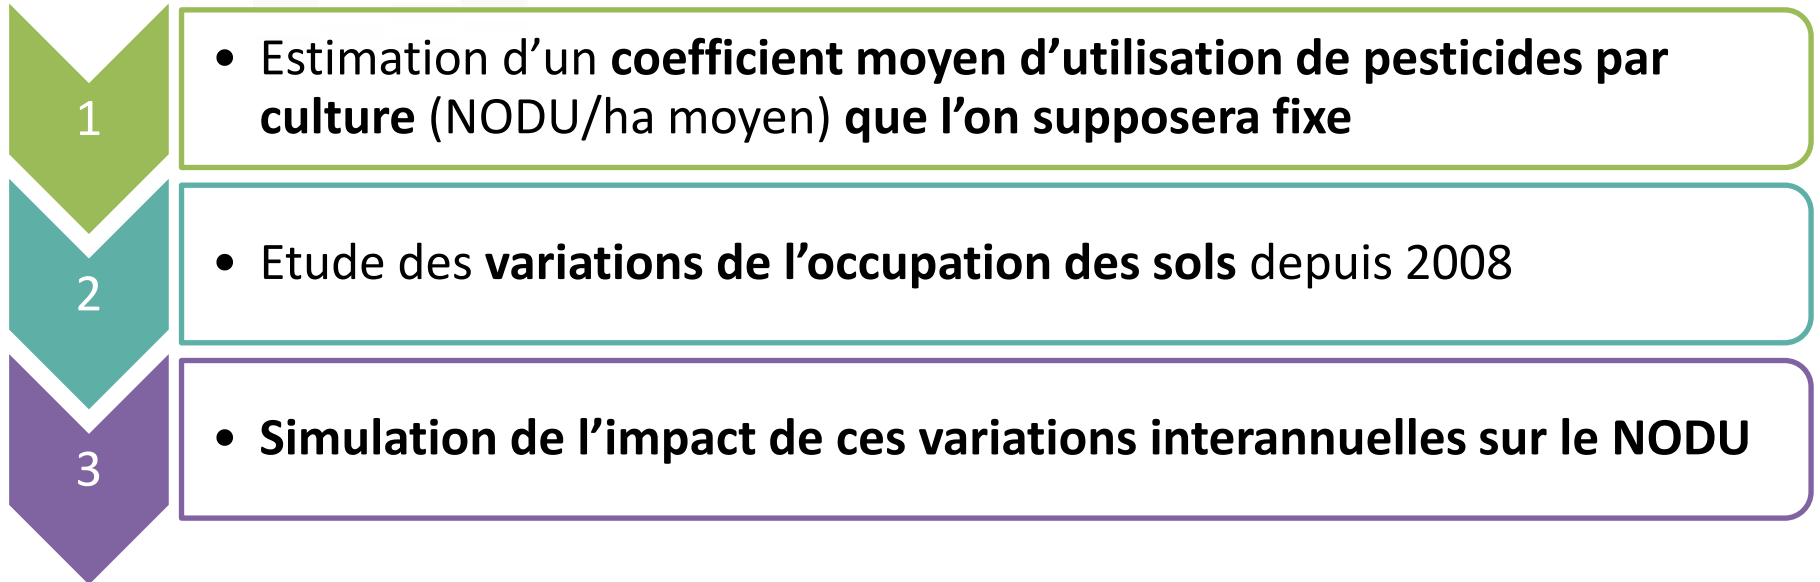 1
• Estimation d’un coefficient moyen d’utilisation de pesticides par
culture (NODU/ha moyen) que l’on supposera fixe
2
• Etude des variations de l’occupation des sols depuis 2008
3
• Simulation de l’impact de ces variations interannuelles sur le NODU